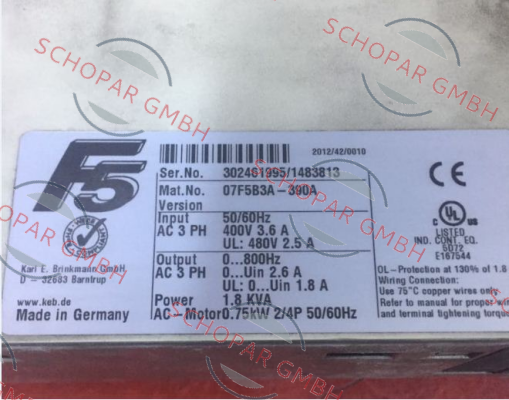 SCHOPAR GMBH
SCHOPAR GMBH
SCHOPAR GMBH
SCHOPAR GMBH
SCHOPAR GMBH
F5
2012/42/0010
Ser.No. 302461995/1483813
Mat.No. 07F5B3A-390A
Version
Input 50/60Hz
AC 3 PH 400V 3.6 A
UL: 480V 2.5 A
Output 0...800Hz
AC 3 PH 0...Uin 2.6 A
UL: 0...Uin 1.8 A
Power 1.8 KVA
AC-Motor0.75kW 2/4P 50/60Hz
Karl E. Brinkmann GmbH
D - 32683 Barntrup
www.keb.de
Made in Germany
CE
C UL US
LISTED
IND. CONT. EQ.
5D72
E167544
OL-Protection at 130% of 1.8
Wiring Connection:
Use 75°C copper wires only
Refer to manual for proper wir
and terminal tightening torque